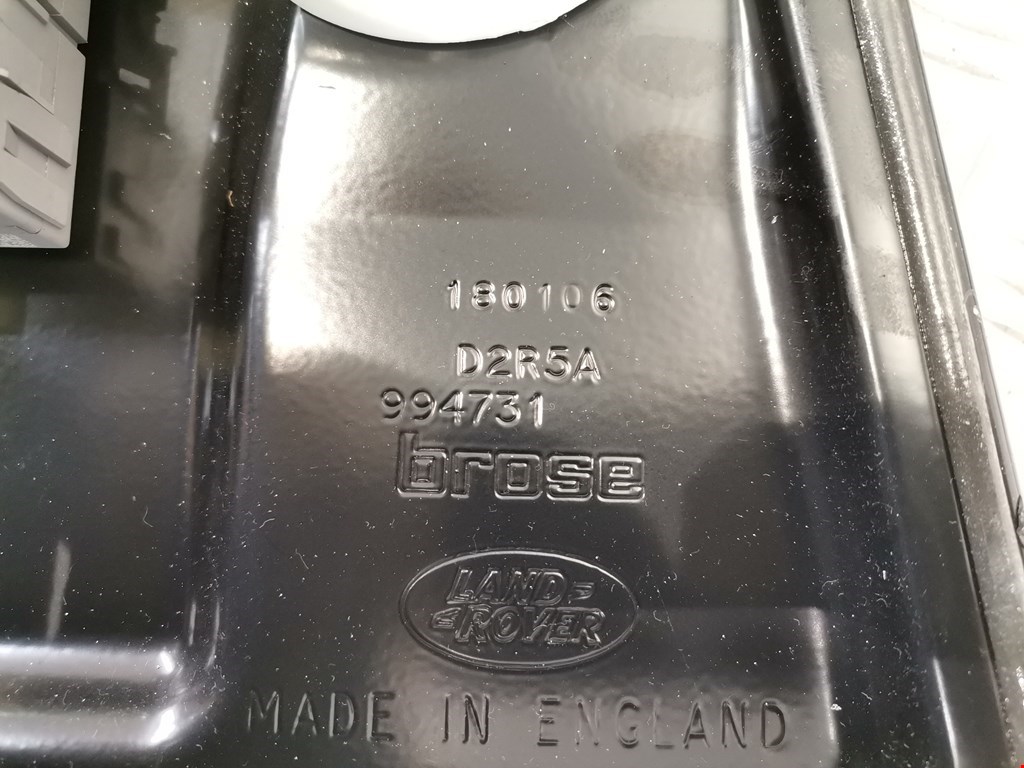 180106
D2R5A
994731
brose
LAND-
ROVER
MADE IN ENGLAND